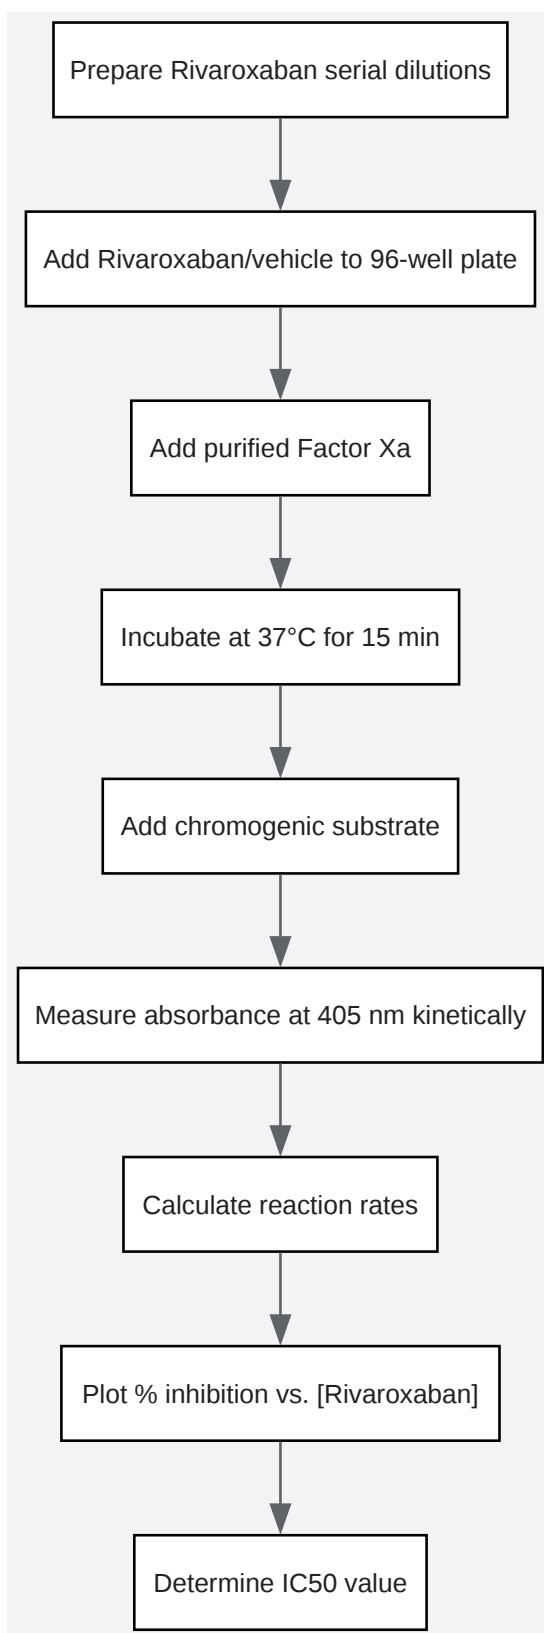 Prepare Rivaroxaban serial dilutions
Add Rivaroxaban/vehicle to 96-well plate
Add purified Factor Xa
Incubate at 37°C for 15 min
Add chromogenic substrate
Measure absorbance at 405 nm kinetically
Calculate reaction rates
Plot % inhibition vs. [Rivaroxaban]
Determine IC50 value